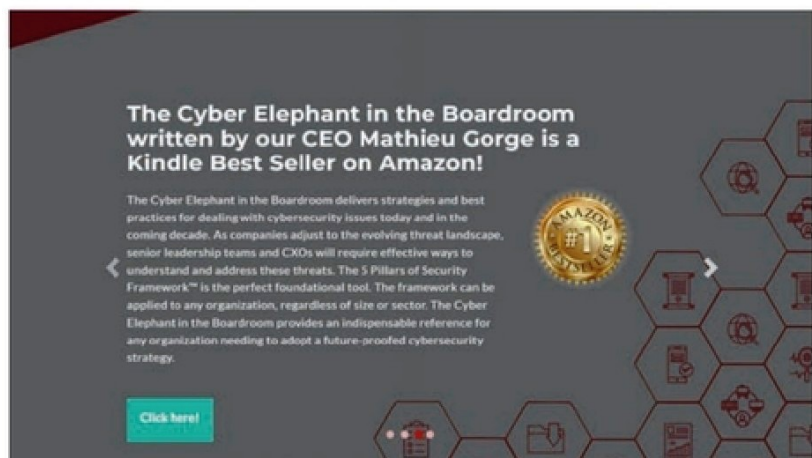 The Cyber Elephant in the Boardroom
written by our CEO Mathieu Gorge is a
Kindle Best Seller on Amazon!
The Cyber Elephant in the Boardroom delivers strategies and best
practices for dealing with cybersecurity issues today and in the
coming decade. As companies adjust to the evolving threat landscape,
senior leadership teams and CXOs will require effective ways to
understand and address these threats. The 5 Pillars of Security
Framework™ is the perfect foundational tool. The framework can be
applied to any organization, regardless of size or sector. The Cyber
Elephant in the Boardroom provides an indispensable reference for
any organization needing to adopt a future-proofed cybersecurity
strategy.
AMAZON
#1
BESTSELLER
Click here!